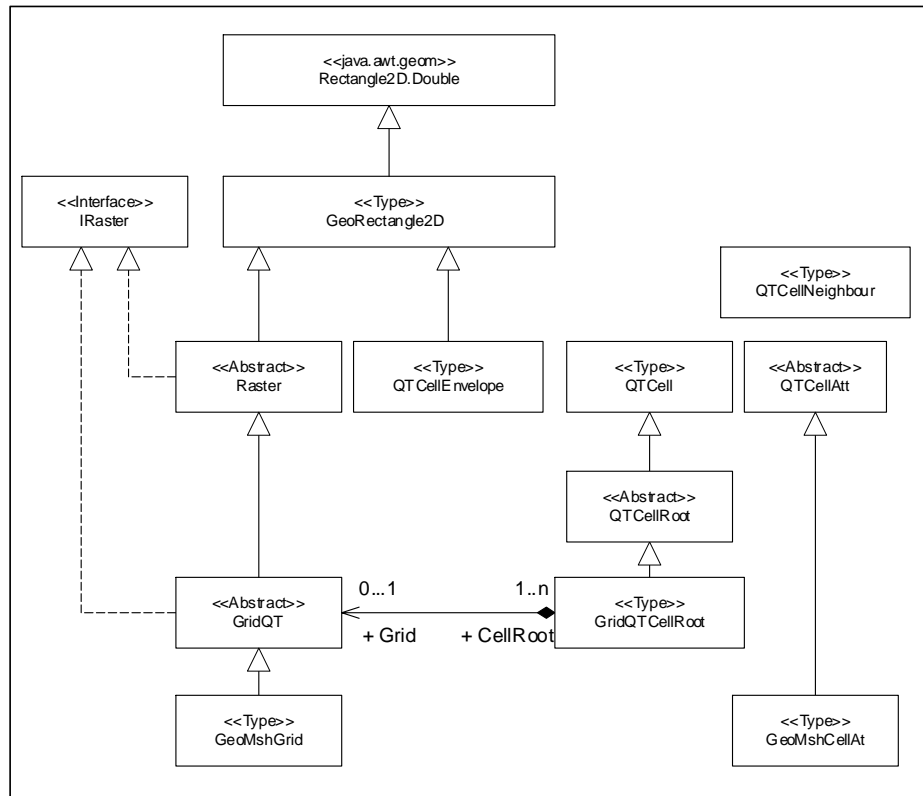 <<java.awt.geom>>
Rectangle2D.Double
<<Interface>>
IRaster
<<Type>>
GeoRectangle2D
<<Type>>
QTCellNeighbour
<<Abstract>>
Raster
<<Type>>
QTCellEnvelope
<<Type>>
QTCell
<<Abstract>>
QTCellAtt
<<Abstract>>
QTCellRoot
<<Abstract>>
GridQT
0...1
+ Grid
1..n
+ CellRoot
<<Type>>
GridQTCellRoot
<<Type>>
GeoMshGrid
<<Type>>
GeoMshCellAt